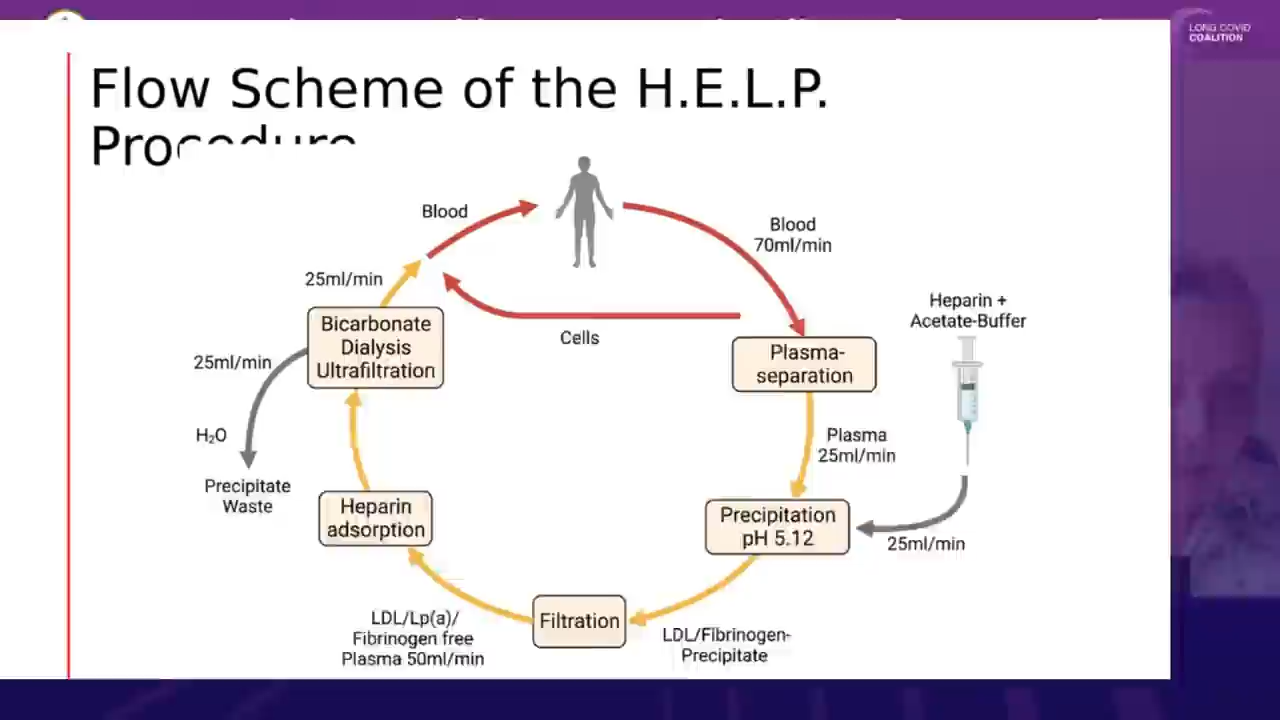 LONG COVID
COALITION
Flow Scheme of the H.E.L.P.
Procedure
Blood
Blood
70ml/min
25ml/min
Heparin +
Acetate-Buffer
Bicarbonate
Dialysis
Ultrafiltration
Cells
Plasma-
separation
25ml/min
H₂O
Plasma
25ml/min
Precipitate
Waste
Heparin
adsorption
Precipitation
pH 5.12
25ml/min
LDL/Lp(a)/
Fibrinogen free
Plasma 50ml/min
Filtration
LDL/Fibrinogen-
Precipitate